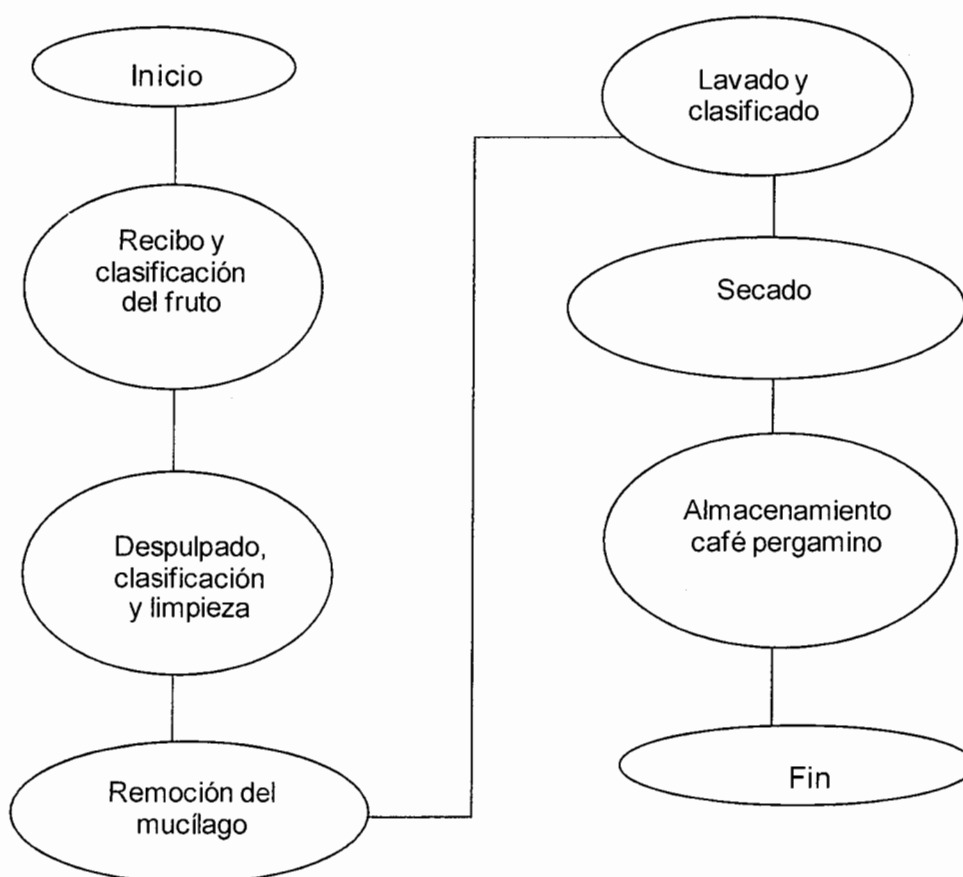 Inicio
Recibo y
clasificación
del fruto
Despulpado,
clasificación
y limpieza
Remoción del
mucílago
Lavado y
clasificado
Secado
Almacenamiento
café pergamino
Fin